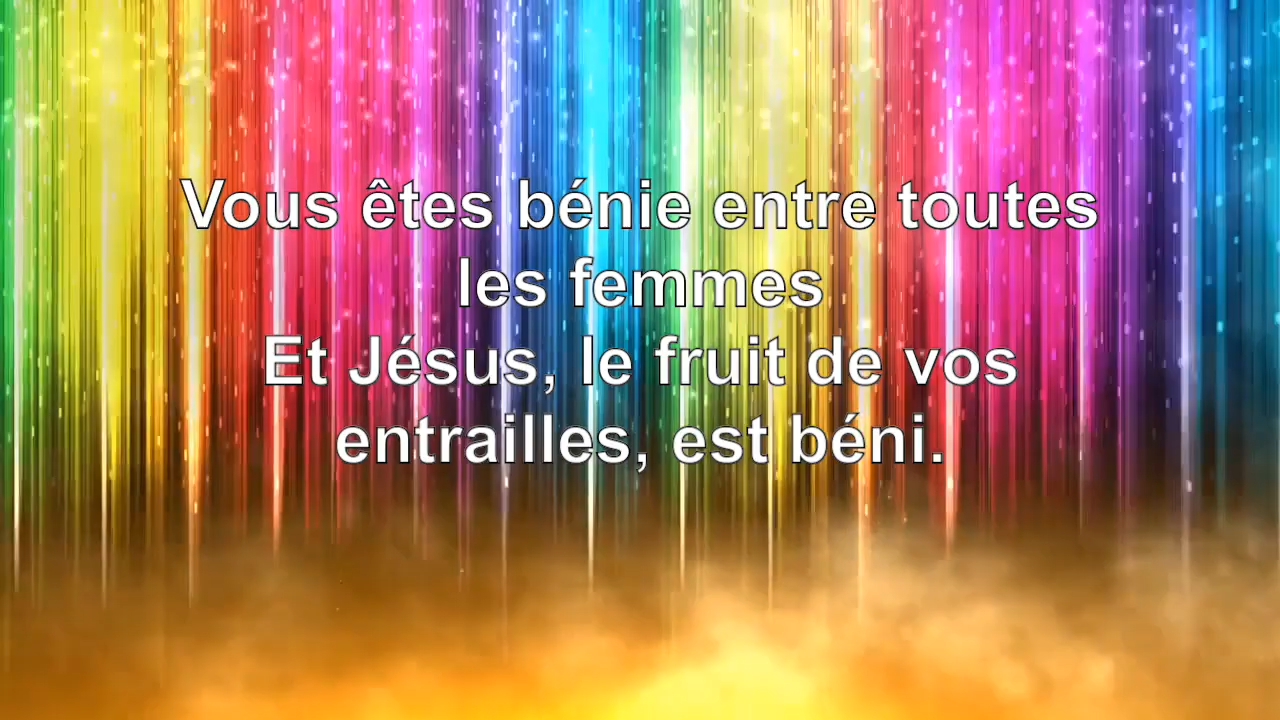 Vous êtes bénie entre toutes
les femmes
Et Jésus, le fruit de vos
entrailles, est béni.